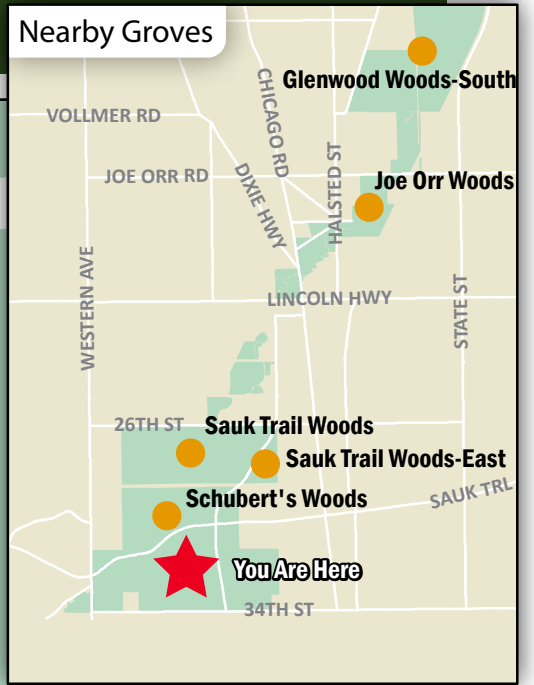 Nearby Groves
Glenwood Woods-South
CHICAGO RD
VOLLMER RD
HALSTED ST
JOE ORR RD
DIXIE HWY
Joe Orr Woods
WESTERN AVE
LINCOLN HWY
STATE ST
26TH ST
Sauk Trail Woods
Sauk Trail Woods-East
SAUK TRL
Schubert's Woods
You Are Here
34TH ST